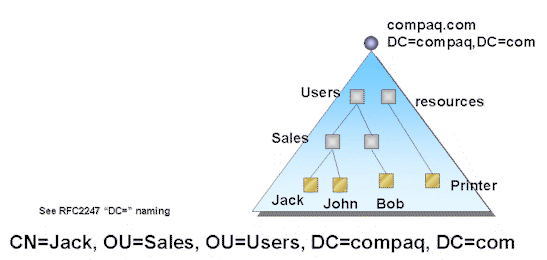 compaq.com
DC=compaq,DC=com
Users
resources
Sales
Jack
John
Bob
Printer
See RFC2247 "DC=" naming
CN=Jack, OU=Sales, OU=Users, DC=compaq, DC=com